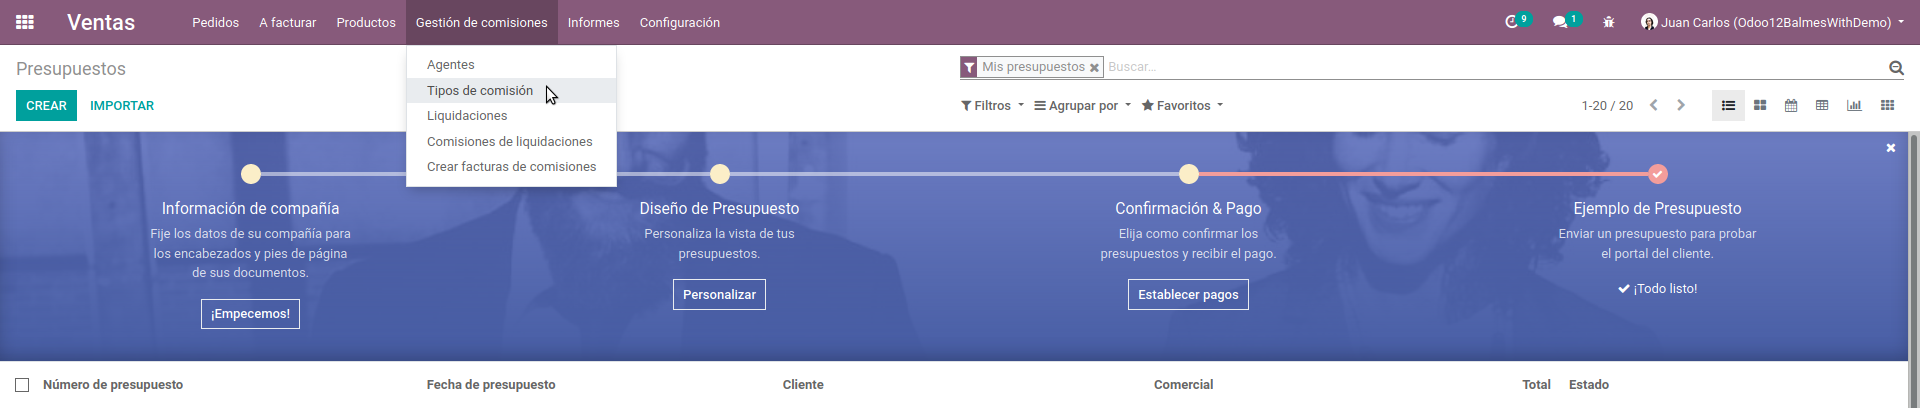 Ventas Pedidos A facturar Productos Gestión de comisiones Informes Configuración 9 1 Juan Carlos (Odoo12BalmesWithDemo)
Agentes
Tipos de comisión
Liquidaciones
Comisiones de liquidaciones
Crear facturas de comisiones
Presupuestos
Mis presupuestos Buscar...
CREAR IMPORTAR
Filtros Agrupar por Favoritos 1-20 / 20
Información de compañía
Fije los datos de su compañía para
los encabezados y pies de página
de sus documentos.
¡Empecemos!
Diseño de Presupuesto
Personaliza la vista de tus
presupuestos.
Personalizar
Confirmación & Pago
Elija como confirmar los
presupuestos y recibir el pago.
Establecer pagos
Ejemplo de Presupuesto
Enviar un presupuesto para probar
el portal del cliente.
¡Todo listo!
Número de presupuesto Fecha de presupuesto Cliente Comercial Total Estado